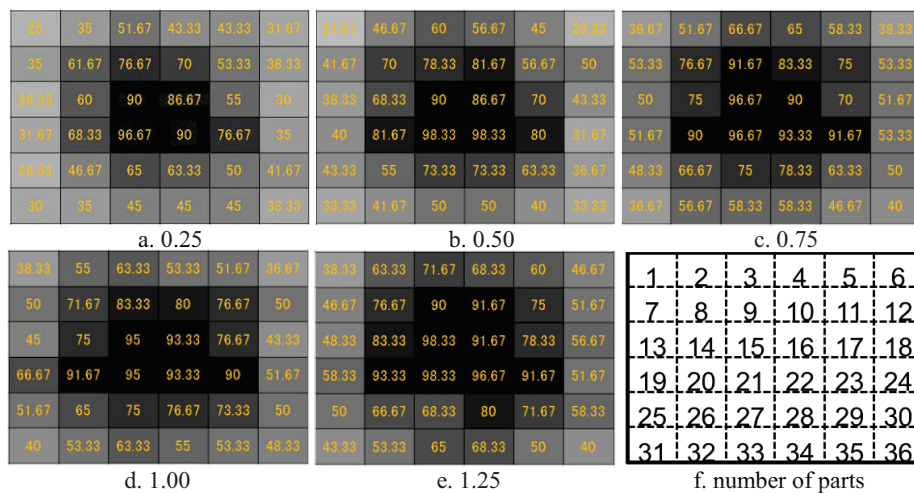 25 35 51.67 43.33 43.33 31.67
35 61.67 76.67 70 53.33 38.33
28.33 60 90 86.67 55 30
31.67 68.33 96.67 90 76.67 35
28.33 46.67 65 63.33 50 41.67
30 35 45 45 45 33.33
a. 0.25
21.67 46.67 60 56.67 45 28.33
41.67 70 78.33 81.67 56.67 50
38.33 68.33 90 86.67 70 43.33
40 81.67 98.33 98.33 80 31.67
43.33 55 73.33 73.33 63.33 36.67
33.33 41.67 50 50 40 33.33
b. 0.50
36.67 51.67 66.67 65 58.33 38.33
53.33 76.67 91.67 83.33 75 53.33
50 75 96.67 90 70 51.67
51.67 90 96.67 93.33 91.67 53.33
48.33 66.67 75 78.33 63.33 50
36.67 56.67 58.33 58.33 46.67 40
c. 0.75
38.33 55 63.33 53.33 51.67 36.67
50 71.67 83.33 80 76.67 50
45 75 95 93.33 76.67 43.33
66.67 91.67 95 93.33 90 51.67
51.67 65 75 76.67 73.33 50
40 53.33 63.33 55 53.33 48.33
d. 1.00
38.33 63.33 71.67 68.33 60 46.67
46.67 76.67 90 91.67 75 51.67
48.33 83.33 98.33 91.67 78.33 56.67
58.33 93.33 98.33 96.67 91.67 51.67
50 66.67 68.33 80 71.67 58.33
43.33 53.33 65 68.33 50 40
e. 1.25
1 2 3 4 5 6
7 8 9 10 11 12
13 14 15 16 17 18
19 20 21 22 23 24
25 26 27 28 29 30
31 32 33 34 35 36
f. number of parts